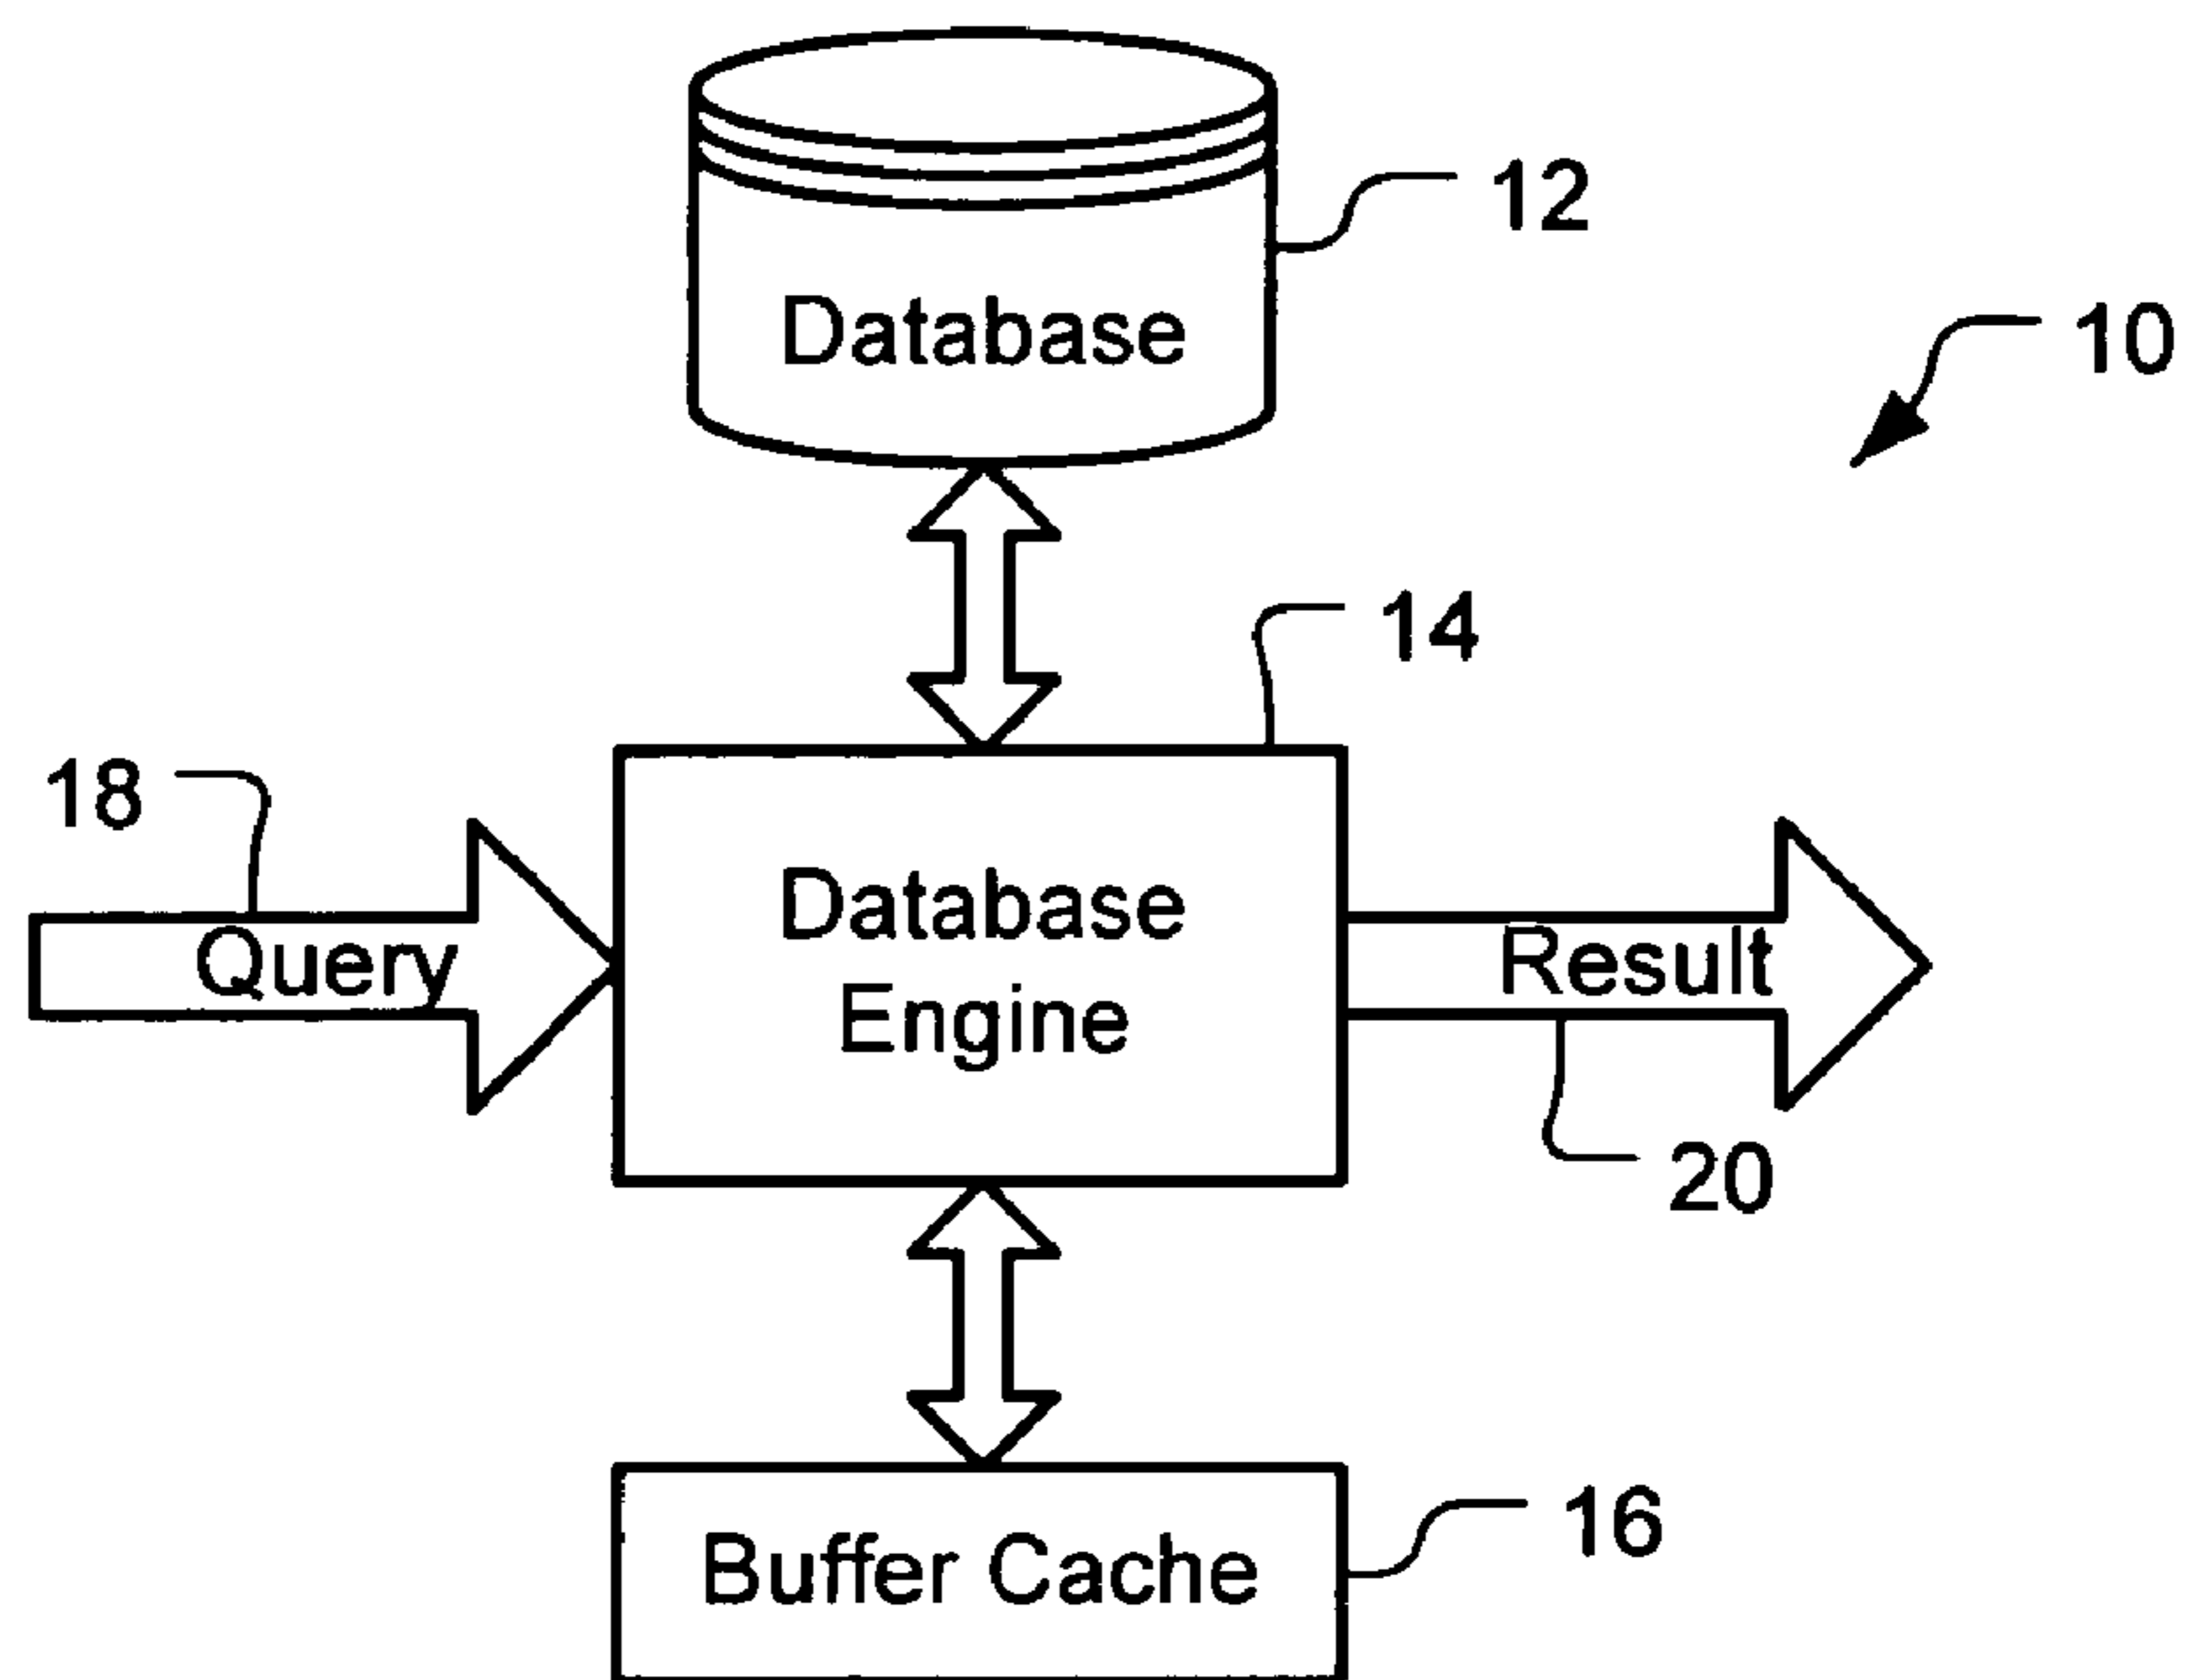 12
Database
10
14
18
Database
Query
Result
Engine
20
16
Buffer Cache